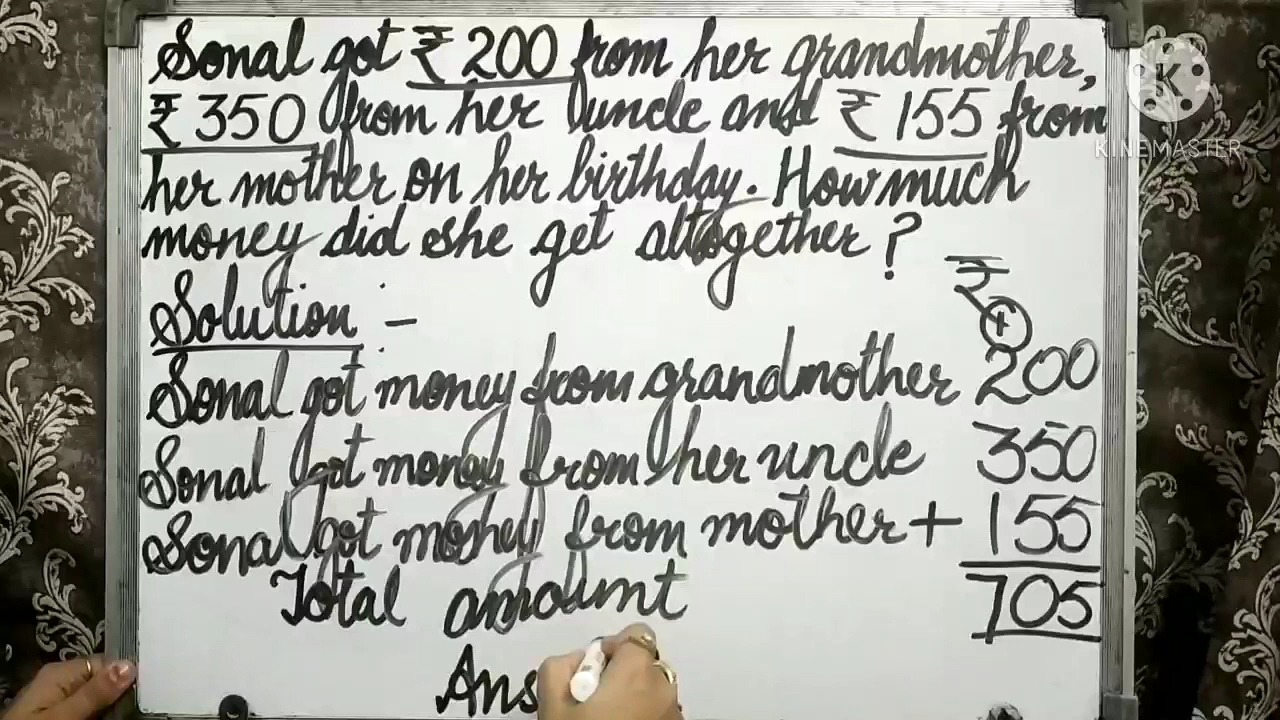 Sonal got ₹ 200 from her grandmother,
₹ 350 from her uncle and ₹ 155 from
her mother on her birthday. How much
money did she get altogether?
Solution :-
₹
+
Sonal got money from grandmother 200
Sonal got money from her uncle 350
Sonal got money from mother + 155
Total amount 705
Ans
K
KINEMASTER